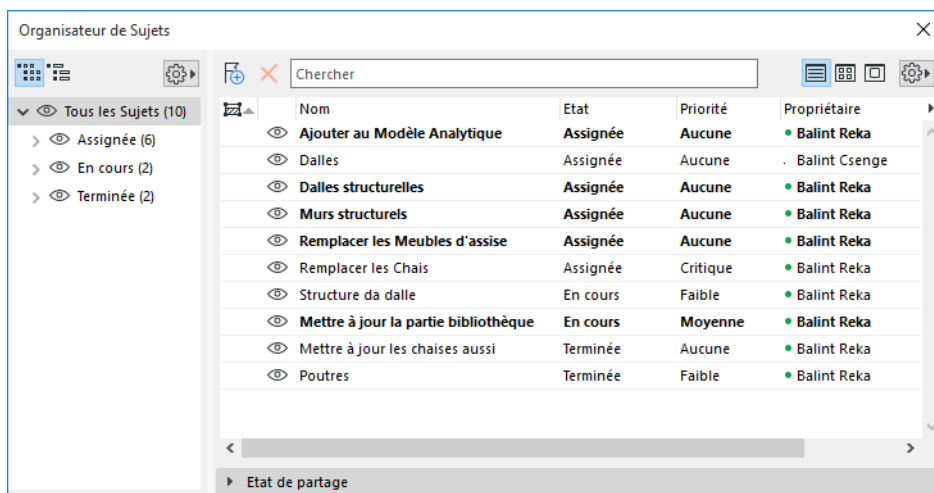 Organisateur de Sujets
Chercher
Tous les Sujets (10)
Assignée (6)
En cours (2)
Terminée (2)
Nom Etat Priorité Propriétaire
Ajouter au Modèle Analytique Assignée Aucune Balint Reka
Dalles Assignée Aucune Balint Csenge
Dalles structurelles Assignée Aucune Balint Reka
Murs structurels Assignée Aucune Balint Reka
Remplacer les Meubles d'assise Assignée Aucune Balint Reka
Remplacer les Chais Assignée Critique Balint Reka
Structure da dalle En cours Faible Balint Reka
Mettre à jour la partie bibliothèque En cours Moyenne Balint Reka
Mettre à jour les chaises aussi Terminée Aucune Balint Reka
Poutres Terminée Faible Balint Reka
Etat de partage